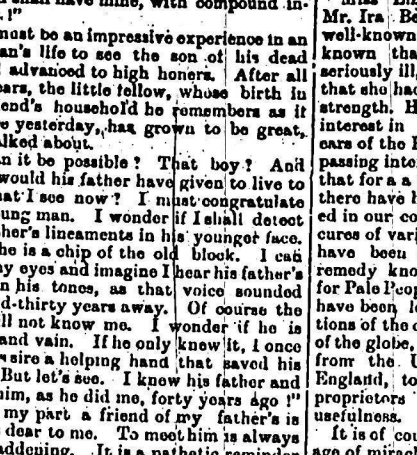 shall have mine, with compound in-
!"
must be an impressive experience in an
an's life to see the son of his dead
advanced to high honors. After all
ears, the little fellow, whose birth in
end's household he remembers as it
e yesterday, has grown to be great,
lked about.
n it be possible? That boy? And
would his father have given to live to
hat I see now? I must congratulate
ung man. I wonder if I shall detect
her's lineaments in his younger face.
he is a chip of the old block. I can
y eyes and imagine I hear his father's
n his tones, as that voice sounded
d-thirty years away. Of course the
ll not know me. I wonder if he is
and vain. If he only knew it, I once
sire a helping hand that saved his
But let's see. I knew his father and
him, as he did me, forty years ago!"
my part a friend of my father's is
dear to me. To meet him is always
addening. It is a pathetic reminder
Mr. Ira Be
well-known
known tha
seriously ill
that she had
strength. H
interest in
ears of the R
passing inte
that for a a
there have h
ed in our co
cures of vari
have been
remedy kno
for Pale Peop
have been lo
tions of the c
of the globe,
from the U
England, to
proprietors
usefulness.
It is of cou
age of mirac